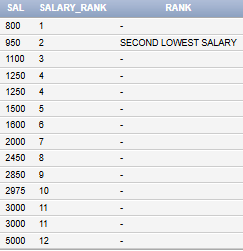 SAL SALARY_RANK RANK
800 1 -
950 2 SECOND LOWEST SALARY
1100 3 -
1250 4 -
1250 4 -
1500 5 -
1600 6 -
2000 7 -
2450 8 -
2850 9 -
2975 10 -
3000 11 -
3000 11 -
5000 12 -